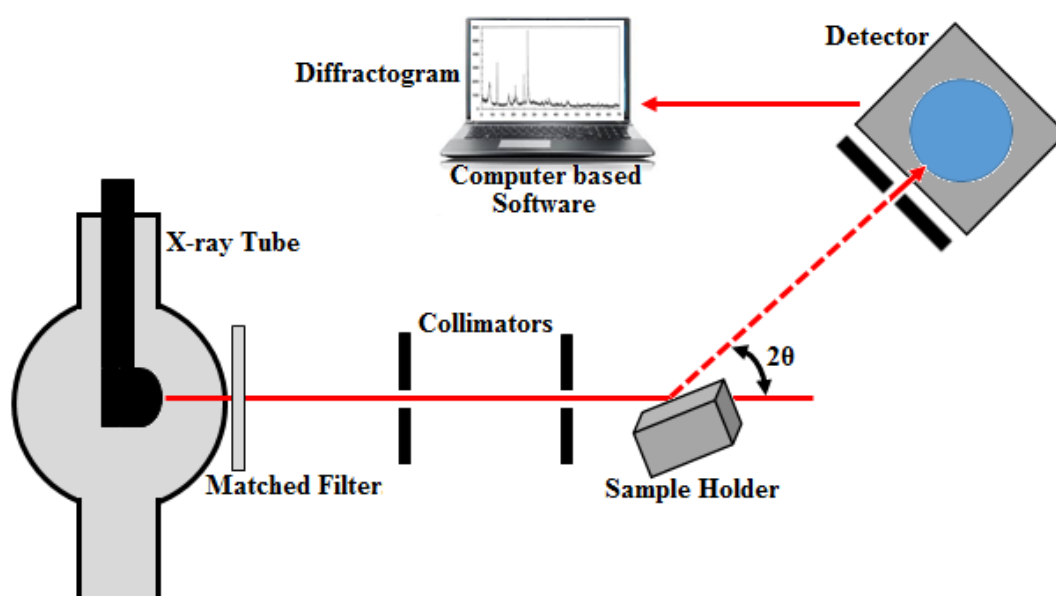 Detector
Diffractogram
Computer based
Software
X-ray Tube
Collimators
2θ
Matched Filter
Sample Holder